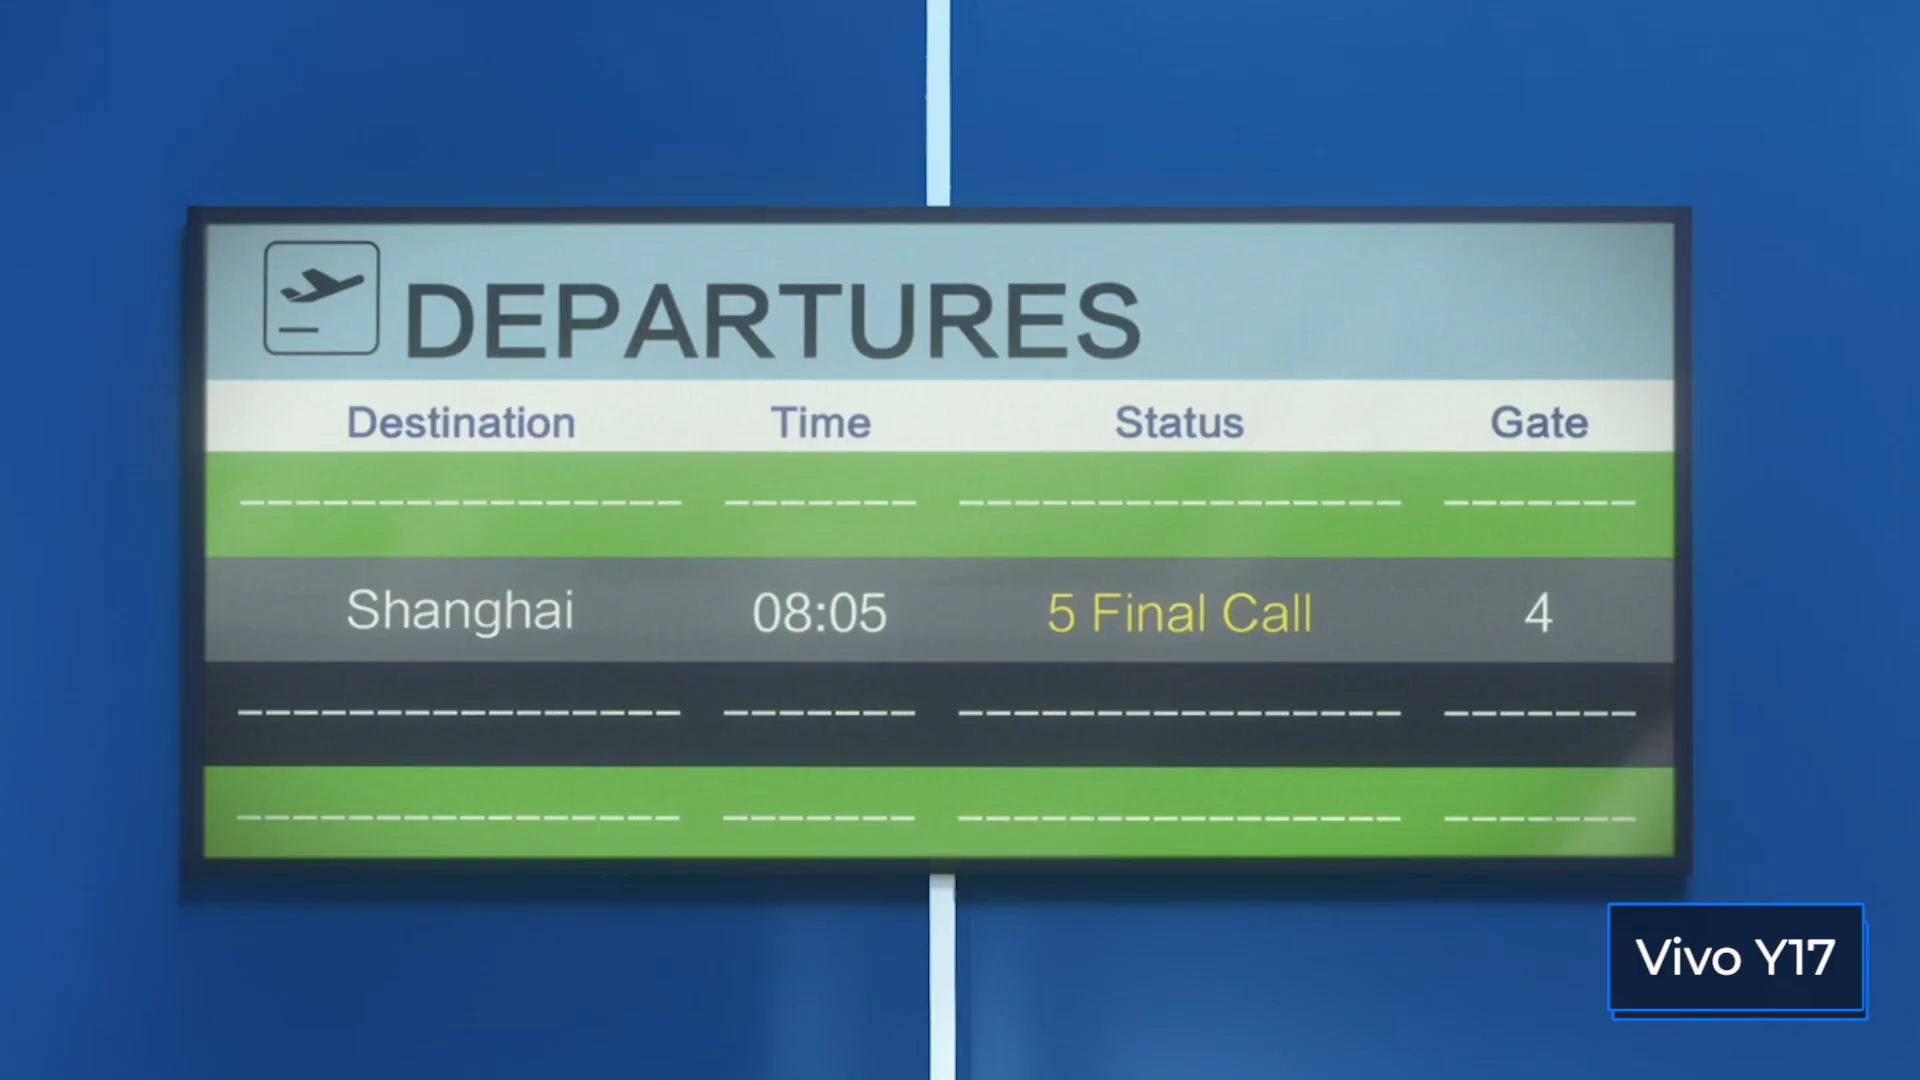 DEPARTURES
Destination Time Status Gate
Shanghai 08:05 5 Final Call 4
Vivo Y17